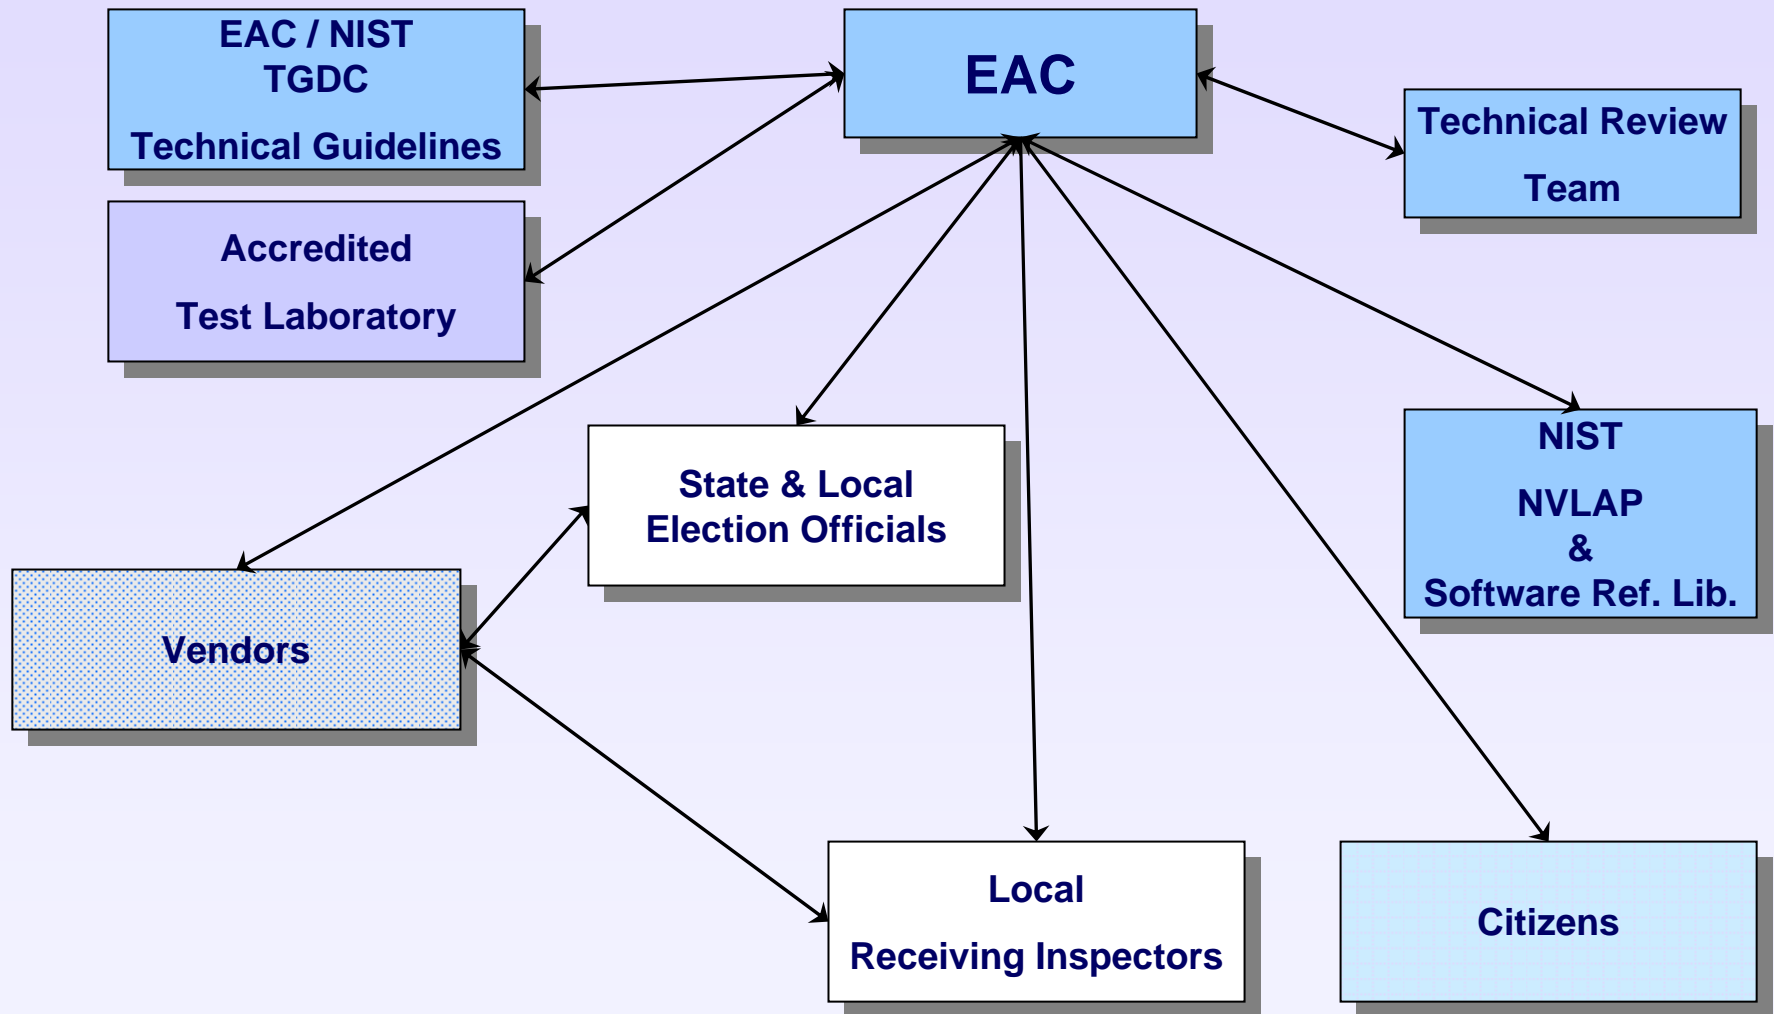 EAC / NIST
TGDC
Technical Guidelines
EAC
Technical Review
Team
Accredited
Test Laboratory
State & Local
Election Officials
NIST
NVLAP
&
Software Ref. Lib.
Vendors
Local
Receiving Inspectors
Citizens